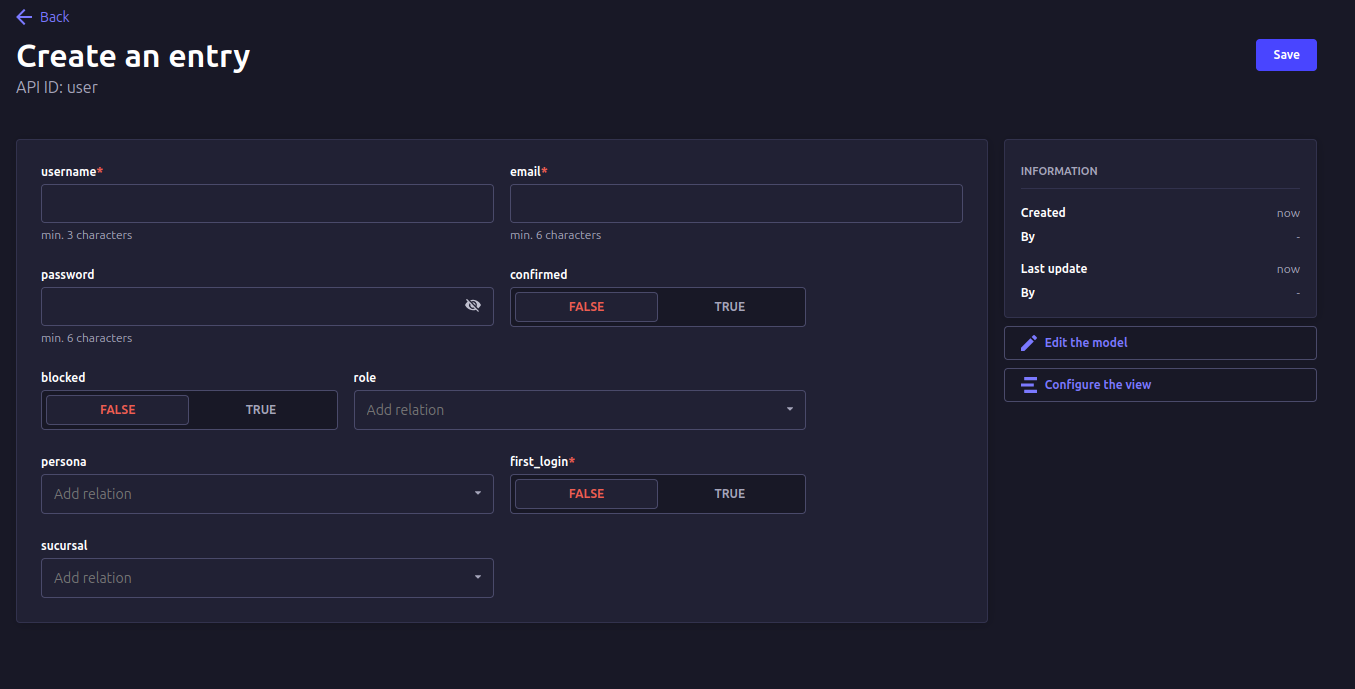 Back
Create an entry
Save
API ID: user
username*
email*
min. 3 characters
min. 6 characters
password
confirmed
FALSE TRUE
min. 6 characters
blocked
role
FALSE TRUE
Add relation
persona
first_login*
Add relation
FALSE TRUE
sucursal
Add relation
INFORMATION
Created now
By -
Last update now
By -
Edit the model
Configure the view